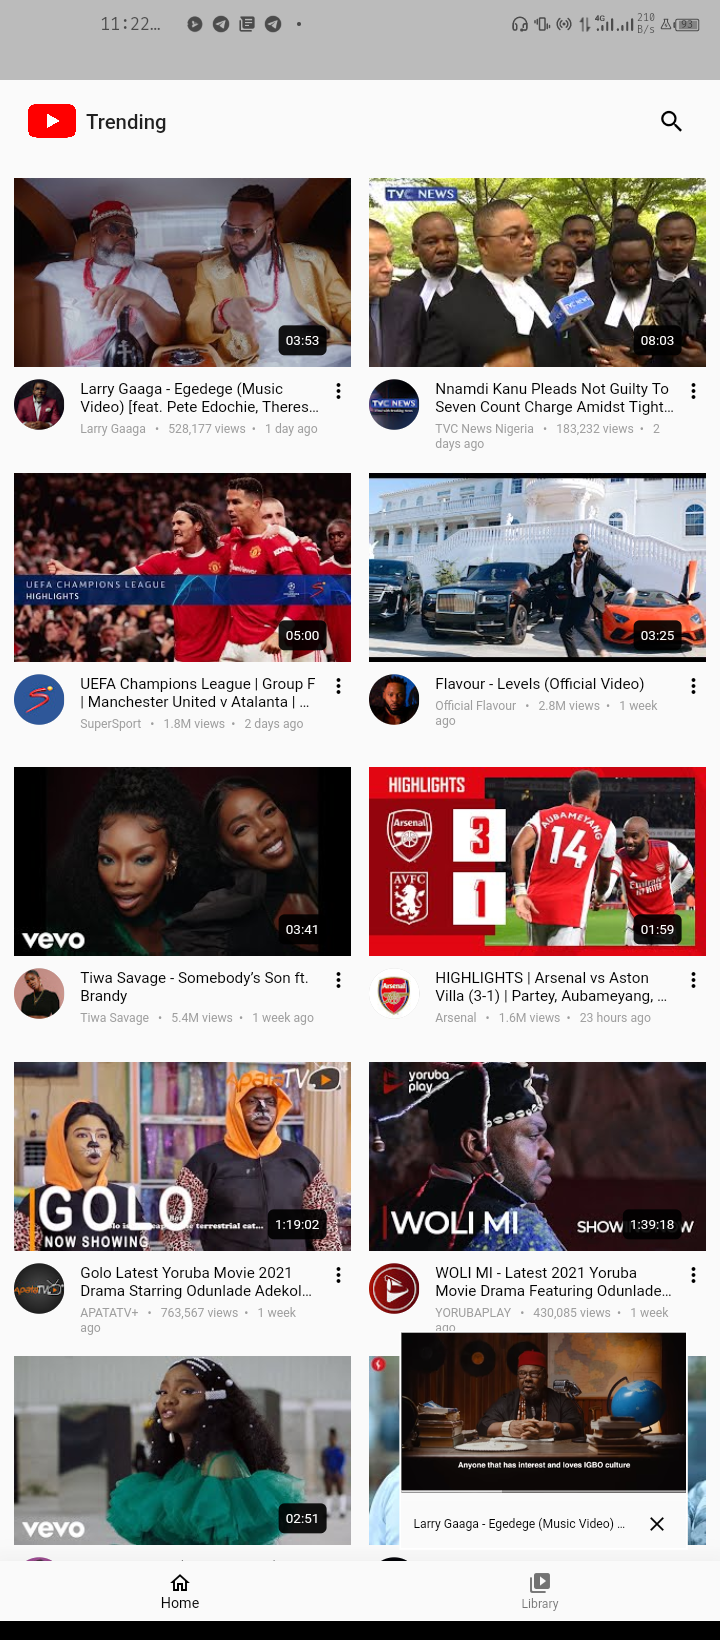 11:22...
4G
210
B/s
93
Trending
TVC NEWS
03:53
08:03
Larry Gaaga - Egedege (Music
Video) [feat. Pete Edochie, Theres...
Larry Gaaga • 528,177 views • 1 day ago
TVC NEWS
Nnamdi Kanu Pleads Not Guilty To
Seven Count Charge Amidst Tight...
TVC News Nigeria • 183,232 views • 2
days ago
UEFA CHAMPIONS LEAGUE
HIGHLIGHTS
05:00
03:25
UEFA Champions League | Group F
| Manchester United v Atalanta | ...
SuperSport • 1.8M views • 2 days ago
Flavour - Levels (Official Video)
Official Flavour • 2.8M views • 1 week
ago
vevo
03:41
HIGHLIGHTS
Arsenal
3
AVFC
1
AUBAMEYANG
14
01:59
Tiwa Savage - Somebody's Son ft.
Brandy
Tiwa Savage • 5.4M views • 1 week ago
Arsenal
HIGHLIGHTS | Arsenal vs Aston
Villa (3-1) | Partey, Aubameyang, ...
Arsenal • 1.6M views • 23 hours ago
ApataTV
GOLO
NOW SHOWING
terrestrial cat...
1:19:02
yoruba
play
WOLI MI
SHOW
W
1:39:18
ApataTV
Golo Latest Yoruba Movie 2021
Drama Starring Odunlade Adekol...
APATATV+ • 763,567 views • 1 week
ago
WOLI MI - Latest 2021 Yoruba
Movie Drama Featuring Odunlade...
YORUBAPLAY • 430,085 views • 1 week
ago
vevo
02:51
Anyone that has interest and loves IGBO culture
Larry Gaaga - Egedege (Music Video) ...
Home
Library